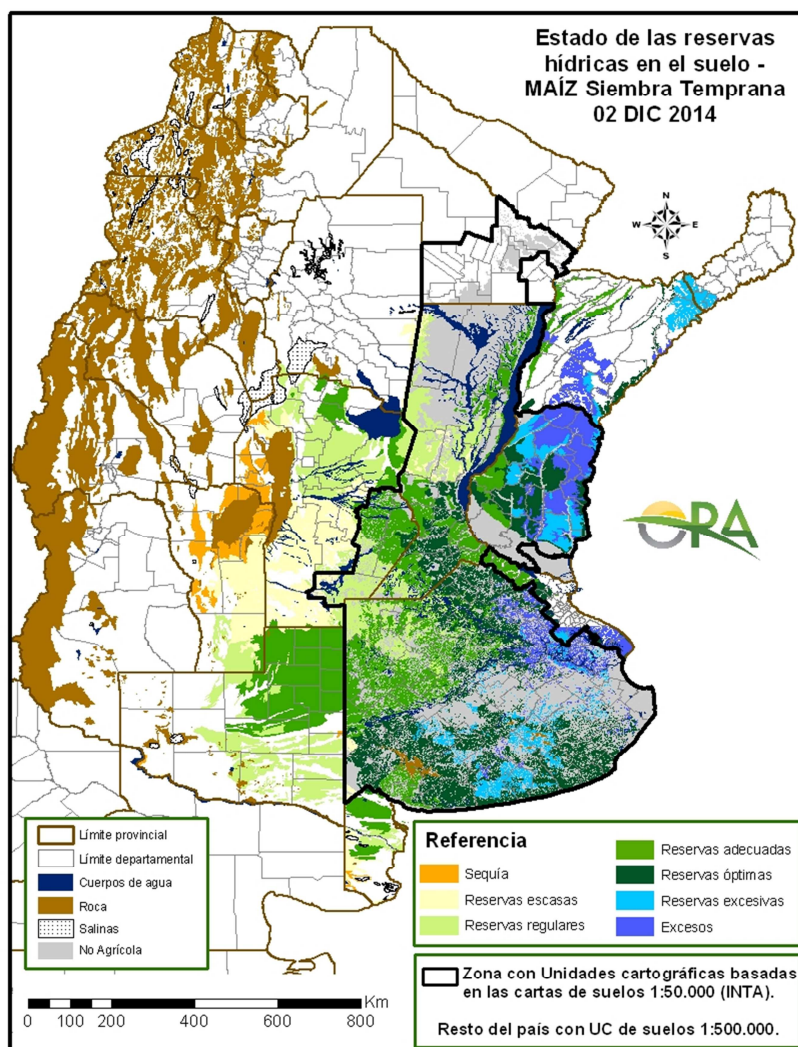 Estado de las reservas
hídricas en el suelo -
MAÍZ Siembra Temprana
02 DIC 2014
N
W E
S
OPA
Límite provincial
Límite departamental
Cuerpos de agua
Roca
Salinas
No Agrícola
Referencia
Sequía
Reservas escasas
Reservas regulares
Reservas adecuadas
Reservas óptimas
Reservas excesivas
Excesos
Zona con Unidades cartográficas basadas
en las cartas de suelos 1:50.000 (INTA).
Resto del país con UC de suelos 1:500.000.
Km
0 100 200 400 600 800